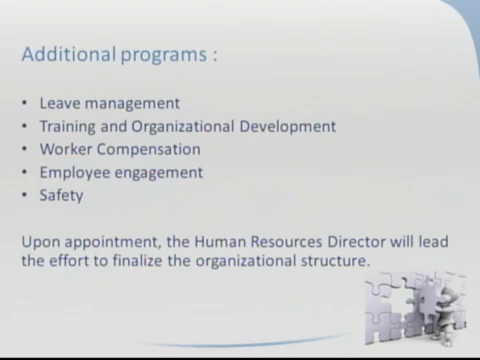 Additional programs :
• Leave management
• Training and Organizational Development
• Worker Compensation
• Employee engagement
• Safety
Upon appointment, the Human Resources Director will lead
the effort to finalize the organizational structure.